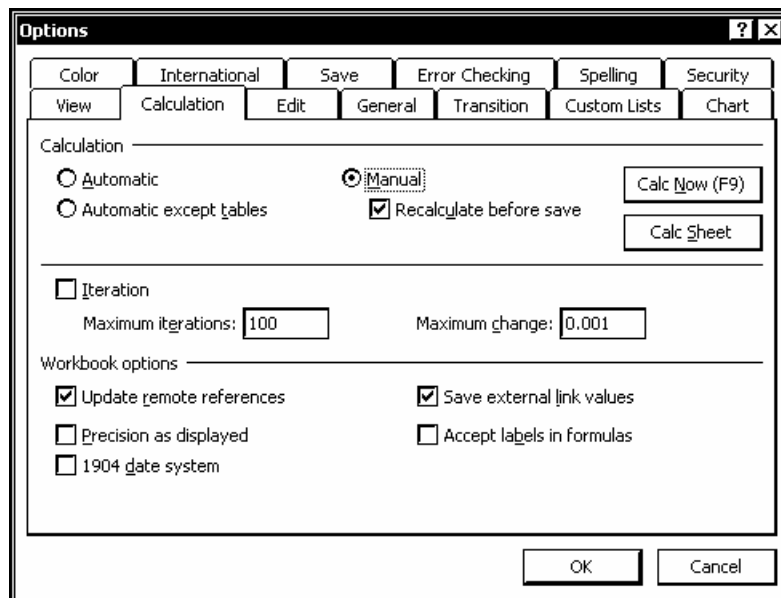 Options
Color International Save Error Checking Spelling Security
View Calculation Edit General Transition Custom Lists Chart
Calculation
Automatic Manual Calc Now (F9)
Automatic except tables Recalculate before save
Calc Sheet
Iteration
Maximum iterations: 100 Maximum change: 0.001
Workbook options
Update remote references Save external link values
Precision as displayed Accept labels in formulas
1904 date system
OK Cancel